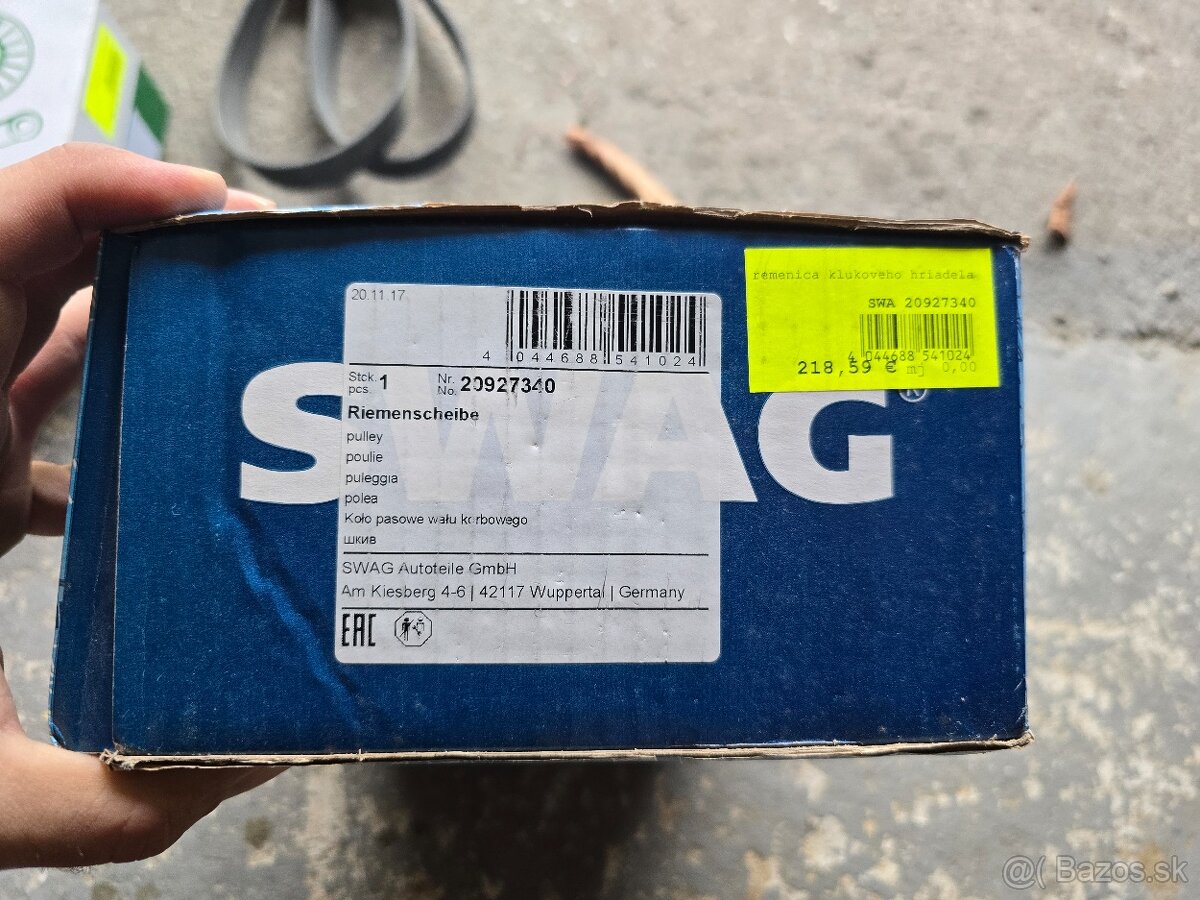 remenica klukoveho hriadela
SWA 20927340
4 044688 541024
218,59 € mj 0,00
20.11.17
4 044688 541024
Stck. 1 Nr. 20927340
pcs. No.
Riemenscheibe
pulley
poulie
puleggia
polea
Koło pasowe wału korbowego
шкив
SWAG Autoteile GmbH
Am Kiesberg 4-6 | 42117 Wuppertal | Germany
EAC
SWAG®
@( Bazos.sk